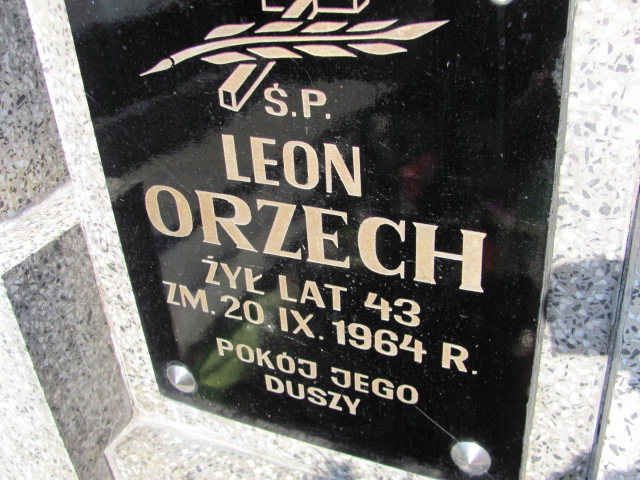 Ś.P.
LEON
ORZECH
ŻYŁ LAT 43
ZM. 20.IX. 1964 R.
POKÓJ JEGO
DUSZY